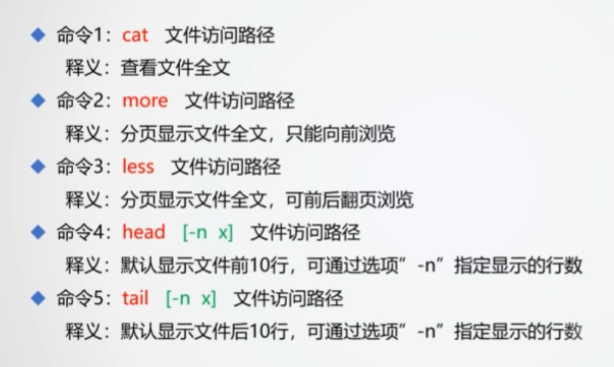 命令1：cat 文件访问路径
释义：查看文件全文
命令2：more 文件访问路径
释义：分页显示文件全文，只能向前浏览
命令3：less 文件访问路径
释义：分页显示文件全文，可前后翻页浏览
命令4：head [-n x] 文件访问路径
释义：默认显示文件前10行，可通过选项”-n”指定显示的行数
命令5：tail [-n x] 文件访问路径
释义：默认显示文件后10行，可通过选项”-n”指定显示的行数